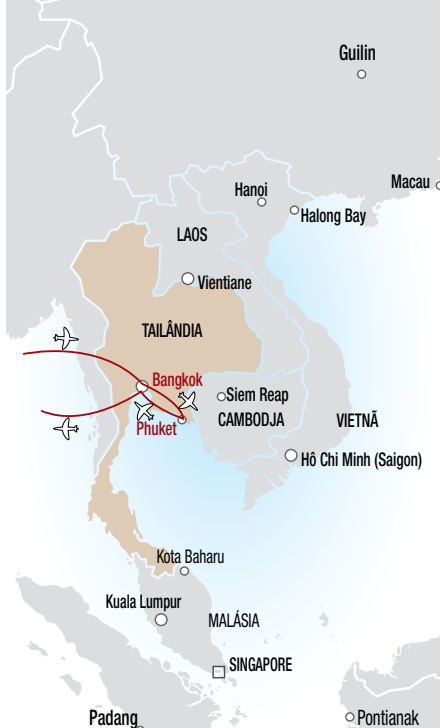 Guilin
Macau
Hanoi
Halong Bay
LAOS
Vientiane
TAILÂNDIA
Bangkok
Siem Reap
CAMBODJA
VIETNÃ
Phuket
Hô Chi Minh (Saigon)
Kota Baharu
Kuala Lumpur
MALÁSIA
SINGAPORE
Padang
Pontianak